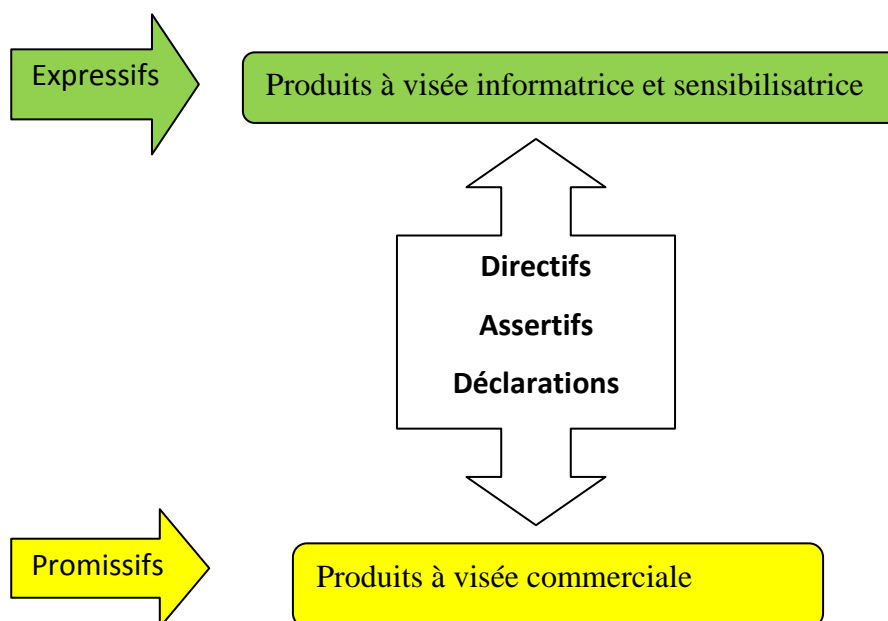 Expressifs
Produits à visée informatrice et sensibilisatrice
Directifs
Assertifs
Déclarations
Promissifs
Produits à visée commerciale